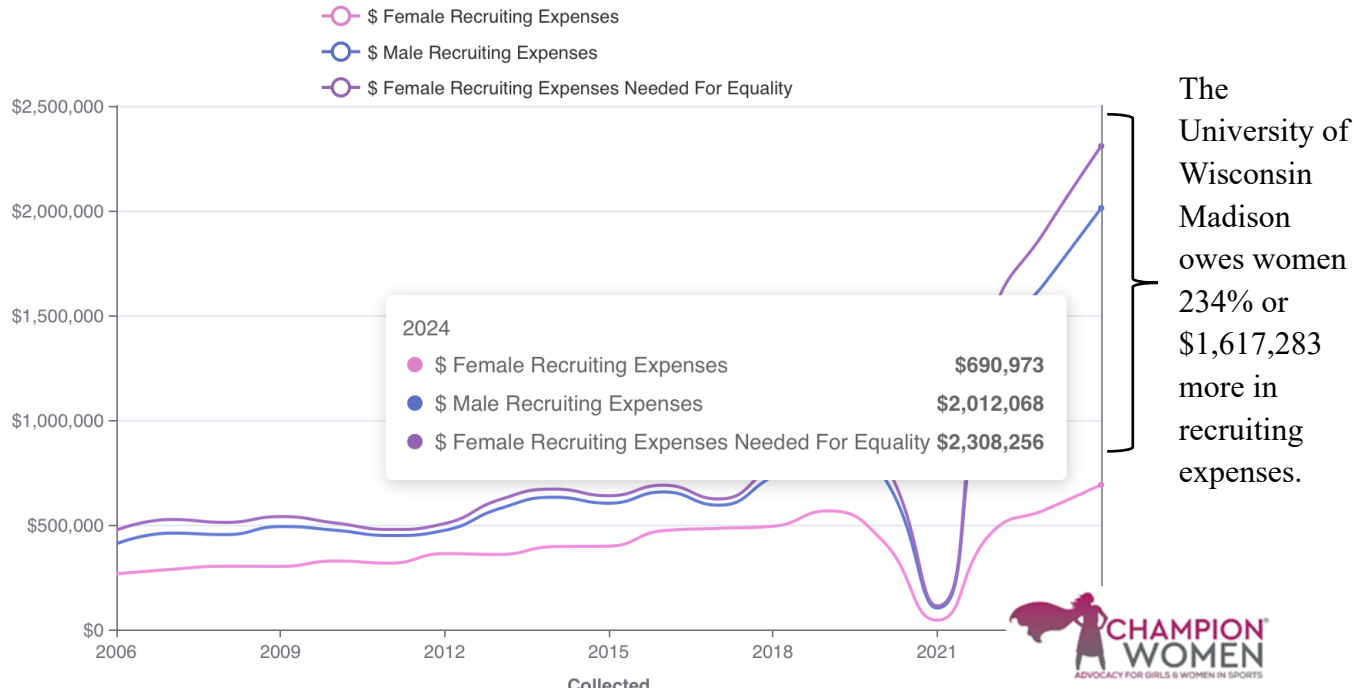 $ Female Recruiting Expenses
$ Male Recruiting Expenses
$ Female Recruiting Expenses Needed For Equality
$2,500,000
$2,000,000
$1,500,000
$1,000,000
$500,000
$0
2024
$ Female Recruiting Expenses $690,973
$ Male Recruiting Expenses $2,012,068
$ Female Recruiting Expenses Needed For Equality $2,308,256
2006 2009 2012 2015 2018 2021
Collected
The
University of
Wisconsin
Madison
owes women
234% or
$1,617,283
more in
recruiting
expenses.
CHAMPION®
WOMEN
ADVOCACY FOR GIRLS & WOMEN IN SPORTS